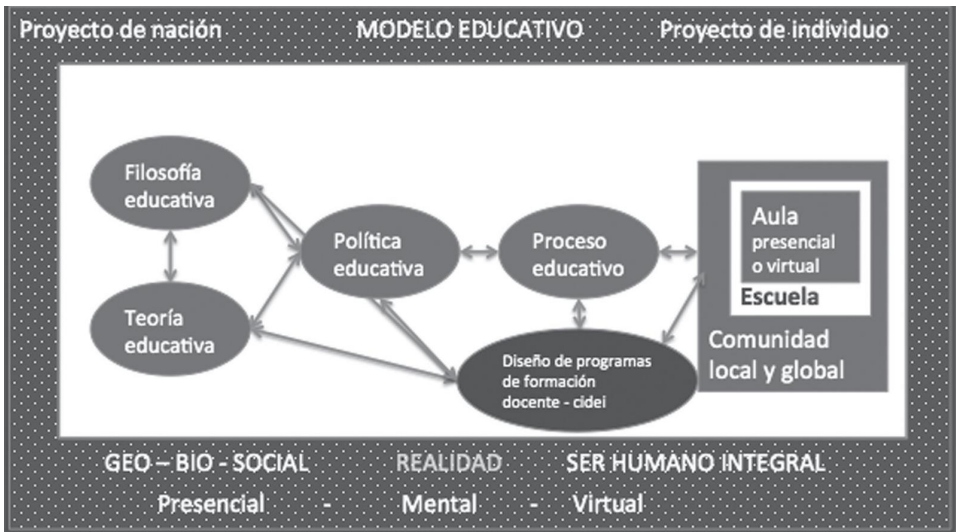 Proyecto de nación MODELO EDUCATIVO Proyecto de individuo
Filosofía
educativa
Teoría
educativa
Política
educativa
Proceso
educativo
Diseño de programas
de formación
docente - cidei
Aula
presencial
o virtual
Escuela
Comunidad
local y global
GEO – BIO - SOCIAL REALIDAD SER HUMANO INTEGRAL
Presencial - Mental - Virtual